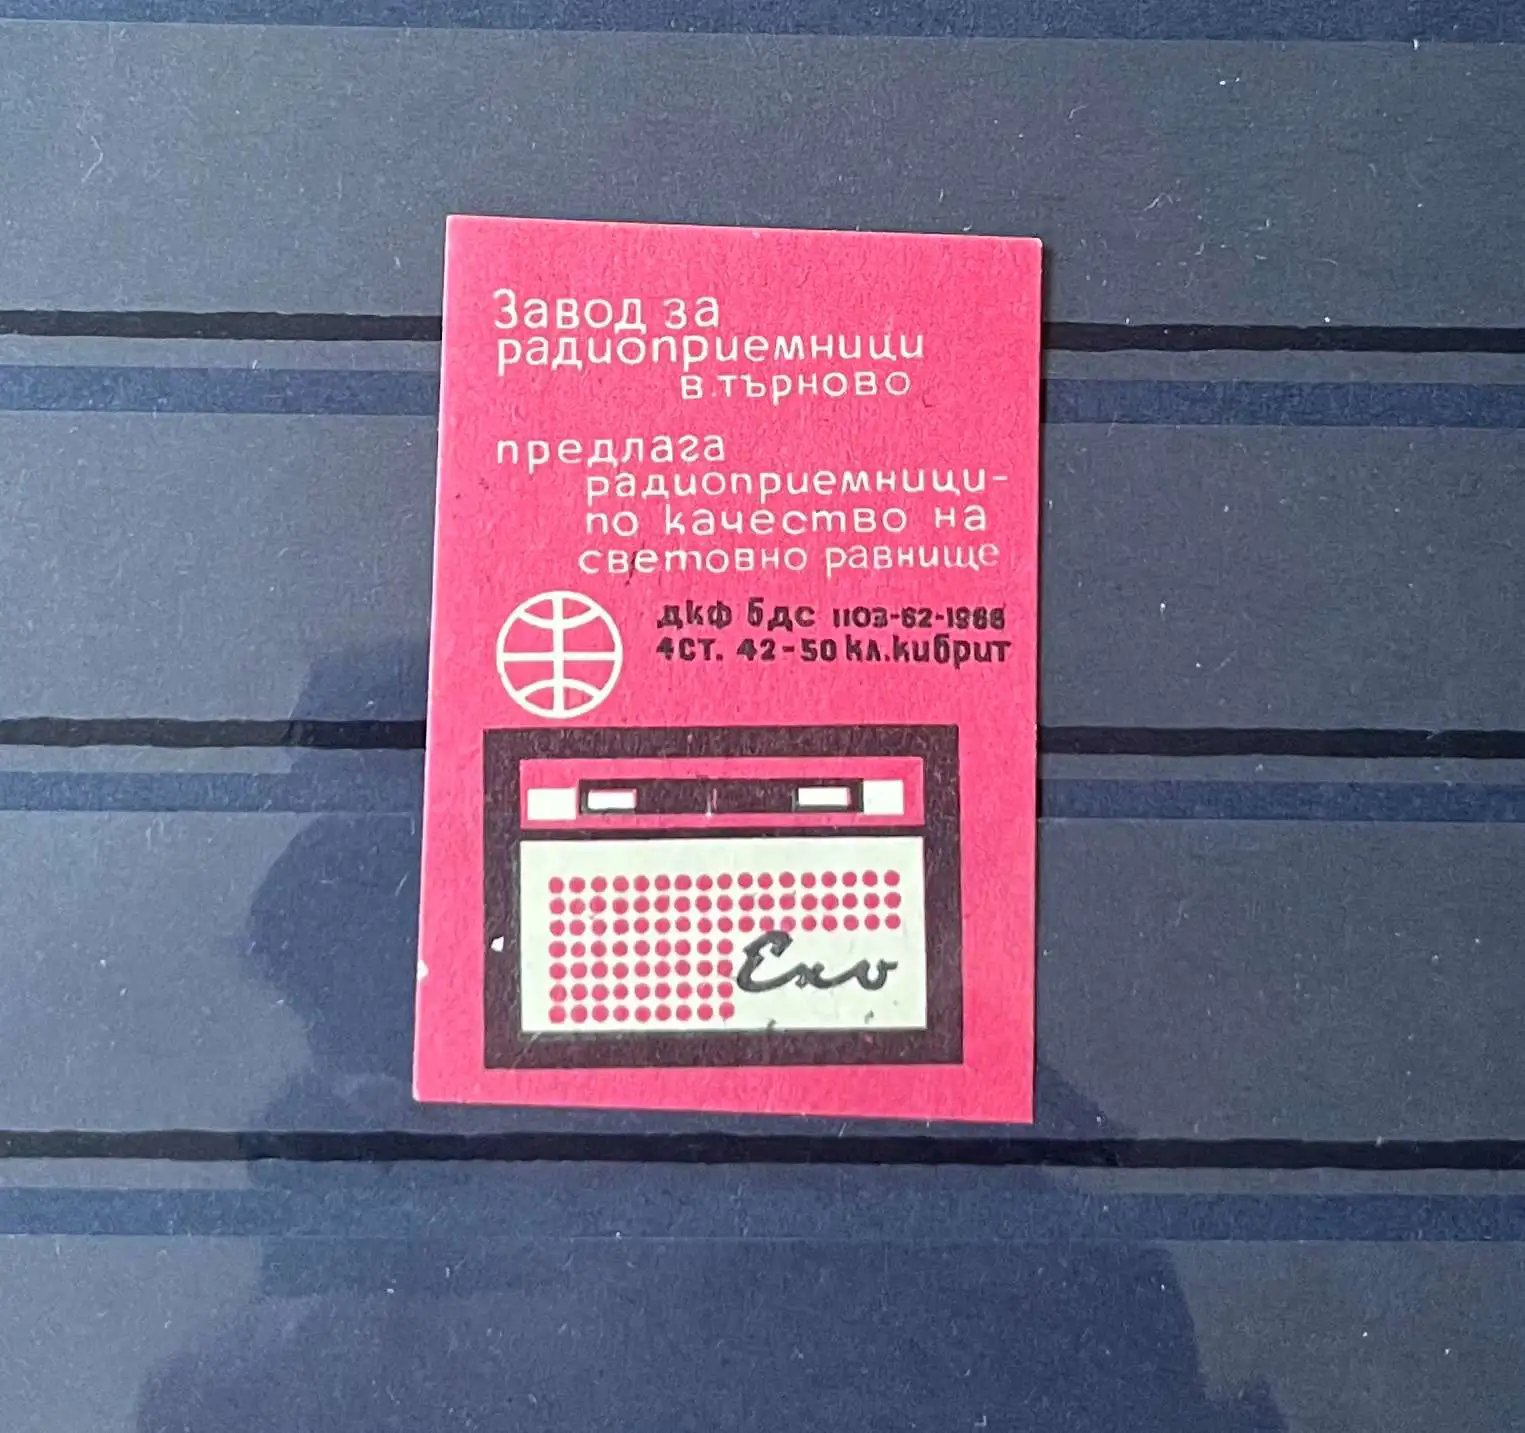 Завод за
радиоприемници
в.търново
предлага
радиоприемници-
по качество на
световно равнище
дкф бдс 1103-62-1966
4ст. 42-50 кл.кибрит
Ехо